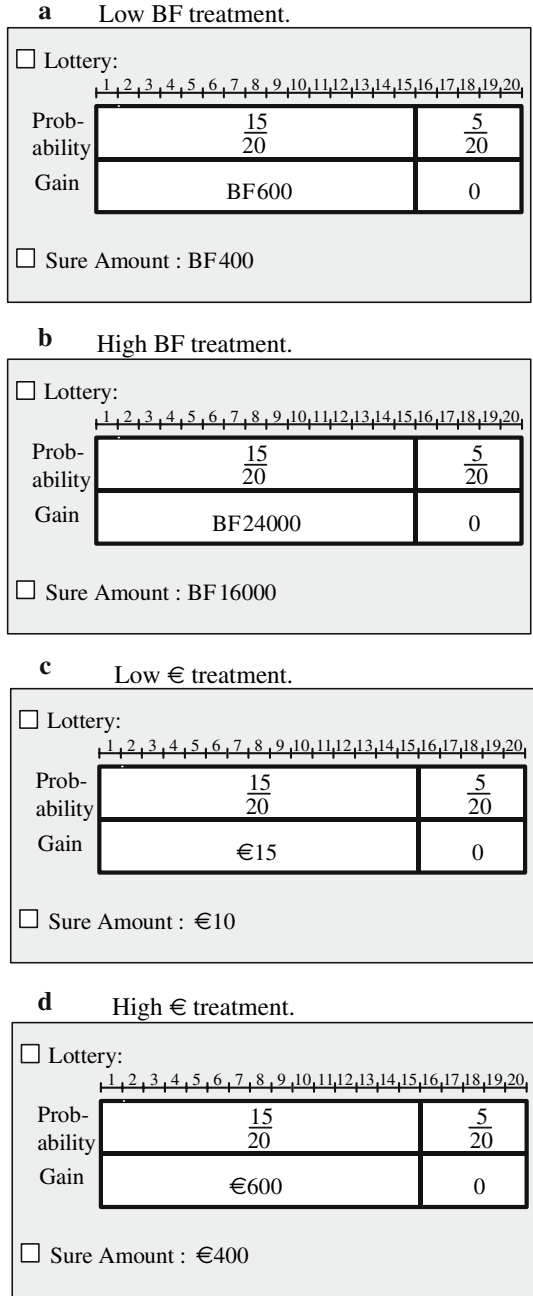 a Low BF treatment.
Lottery:
1 2 3 4 5 6 7 8 9 10 11 12 13 14 15 16 17 18 19 20
Prob-
ability
15
20
5
20
Gain
BF600 0
Sure Amount : BF400
b High BF treatment.
Lottery:
1 2 3 4 5 6 7 8 9 10 11 12 13 14 15 16 17 18 19 20
Prob-
ability
15
20
5
20
Gain
BF24000 0
Sure Amount : BF16000
c Low € treatment.
Lottery:
1 2 3 4 5 6 7 8 9 10 11 12 13 14 15 16 17 18 19 20
Prob-
ability
15
20
5
20
Gain
€15 0
Sure Amount : €10
d High € treatment.
Lottery:
1 2 3 4 5 6 7 8 9 10 11 12 13 14 15 16 17 18 19 20
Prob-
ability
15
20
5
20
Gain
€600 0
Sure Amount : €400